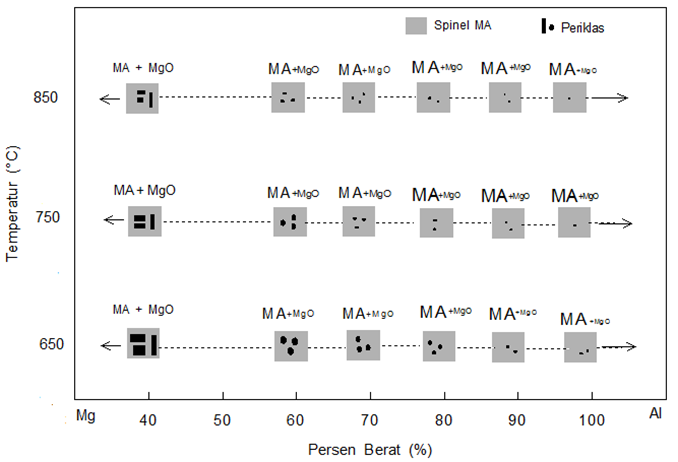 Spinel MA Periklas
MA + MgO MA+MgO MA+MgO MA+MgO MA+MgO MA+MgO
850
MA+MgO MA+MgO MA+MgO MA+MgO MA+MgO MA+MgO
750
MA + MgO MA+MgO MA+MgO MA+MgO MA+MgO MA+MgO
650
Temperatur (°C)
Mg Al
40 50 60 70 80 90 100
Persen Berat (%)